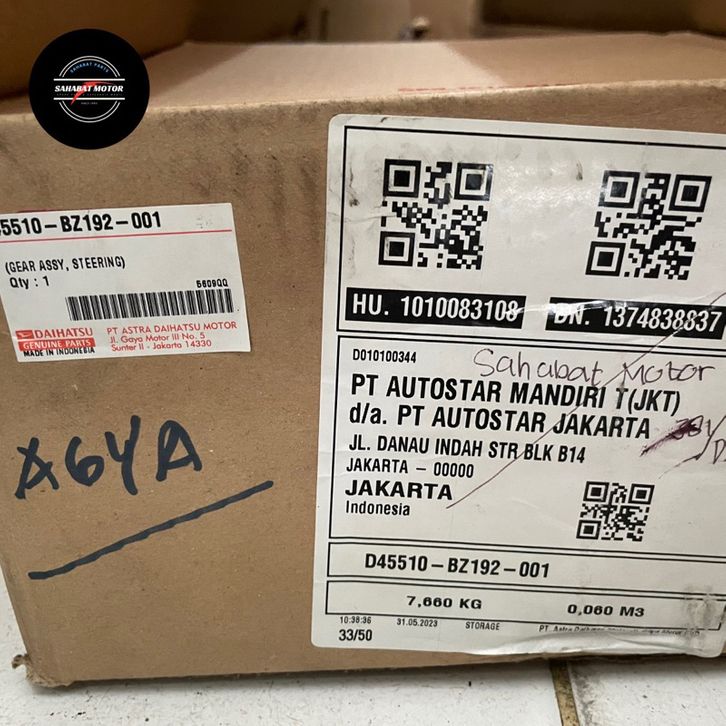 SAHABAT PARTS
SAHABAT MOTOR
45510-BZ192-001
(GEAR ASSY, STEERING)
Qty : 1
5609QQ
DAIHATSU
GENUINE PARTS
MADE IN INDONESIA
PT ASTRA DAIHATSU MOTOR
Jl. Gaya Motor III No. 5
Sunter II - Jakarta 14330
AGYA
HU. 1010083108
DN. 1374838837
D010100344
Sahabat Motor
PT AUTOSTAR MANDIRI T(JKT)
d/a. PT AUTOSTAR JAKARTA
JL. DANAU INDAH STR BLK B14
JAKARTA - 00000
JAKARTA
Indonesia
D45510-BZ192-001
7,660 KG
0,060 M3
10:38:36 31.05.2023 STORAGE
33/50